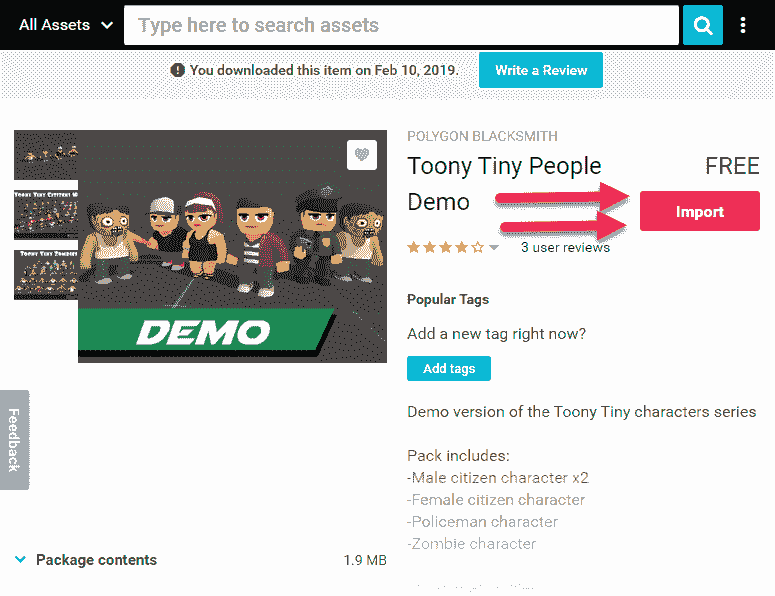 All Assets
Type here to search assets
You downloaded this item on Feb 10, 2019.
Write a Review
TOONY TINY CITIZENS
TOONY TINY ZOMBIES
DEMO
POLYGON BLACKSMITH
Toony Tiny People
Demo
FREE
Import
3 user reviews
Popular Tags
Add a new tag right now?
Add tags
Demo version of the Toony Tiny characters series
Pack includes:
-Male citizen character x2
-Female citizen character
-Policeman character
-Zombie character
Feedback
Package contents
1.9 MB